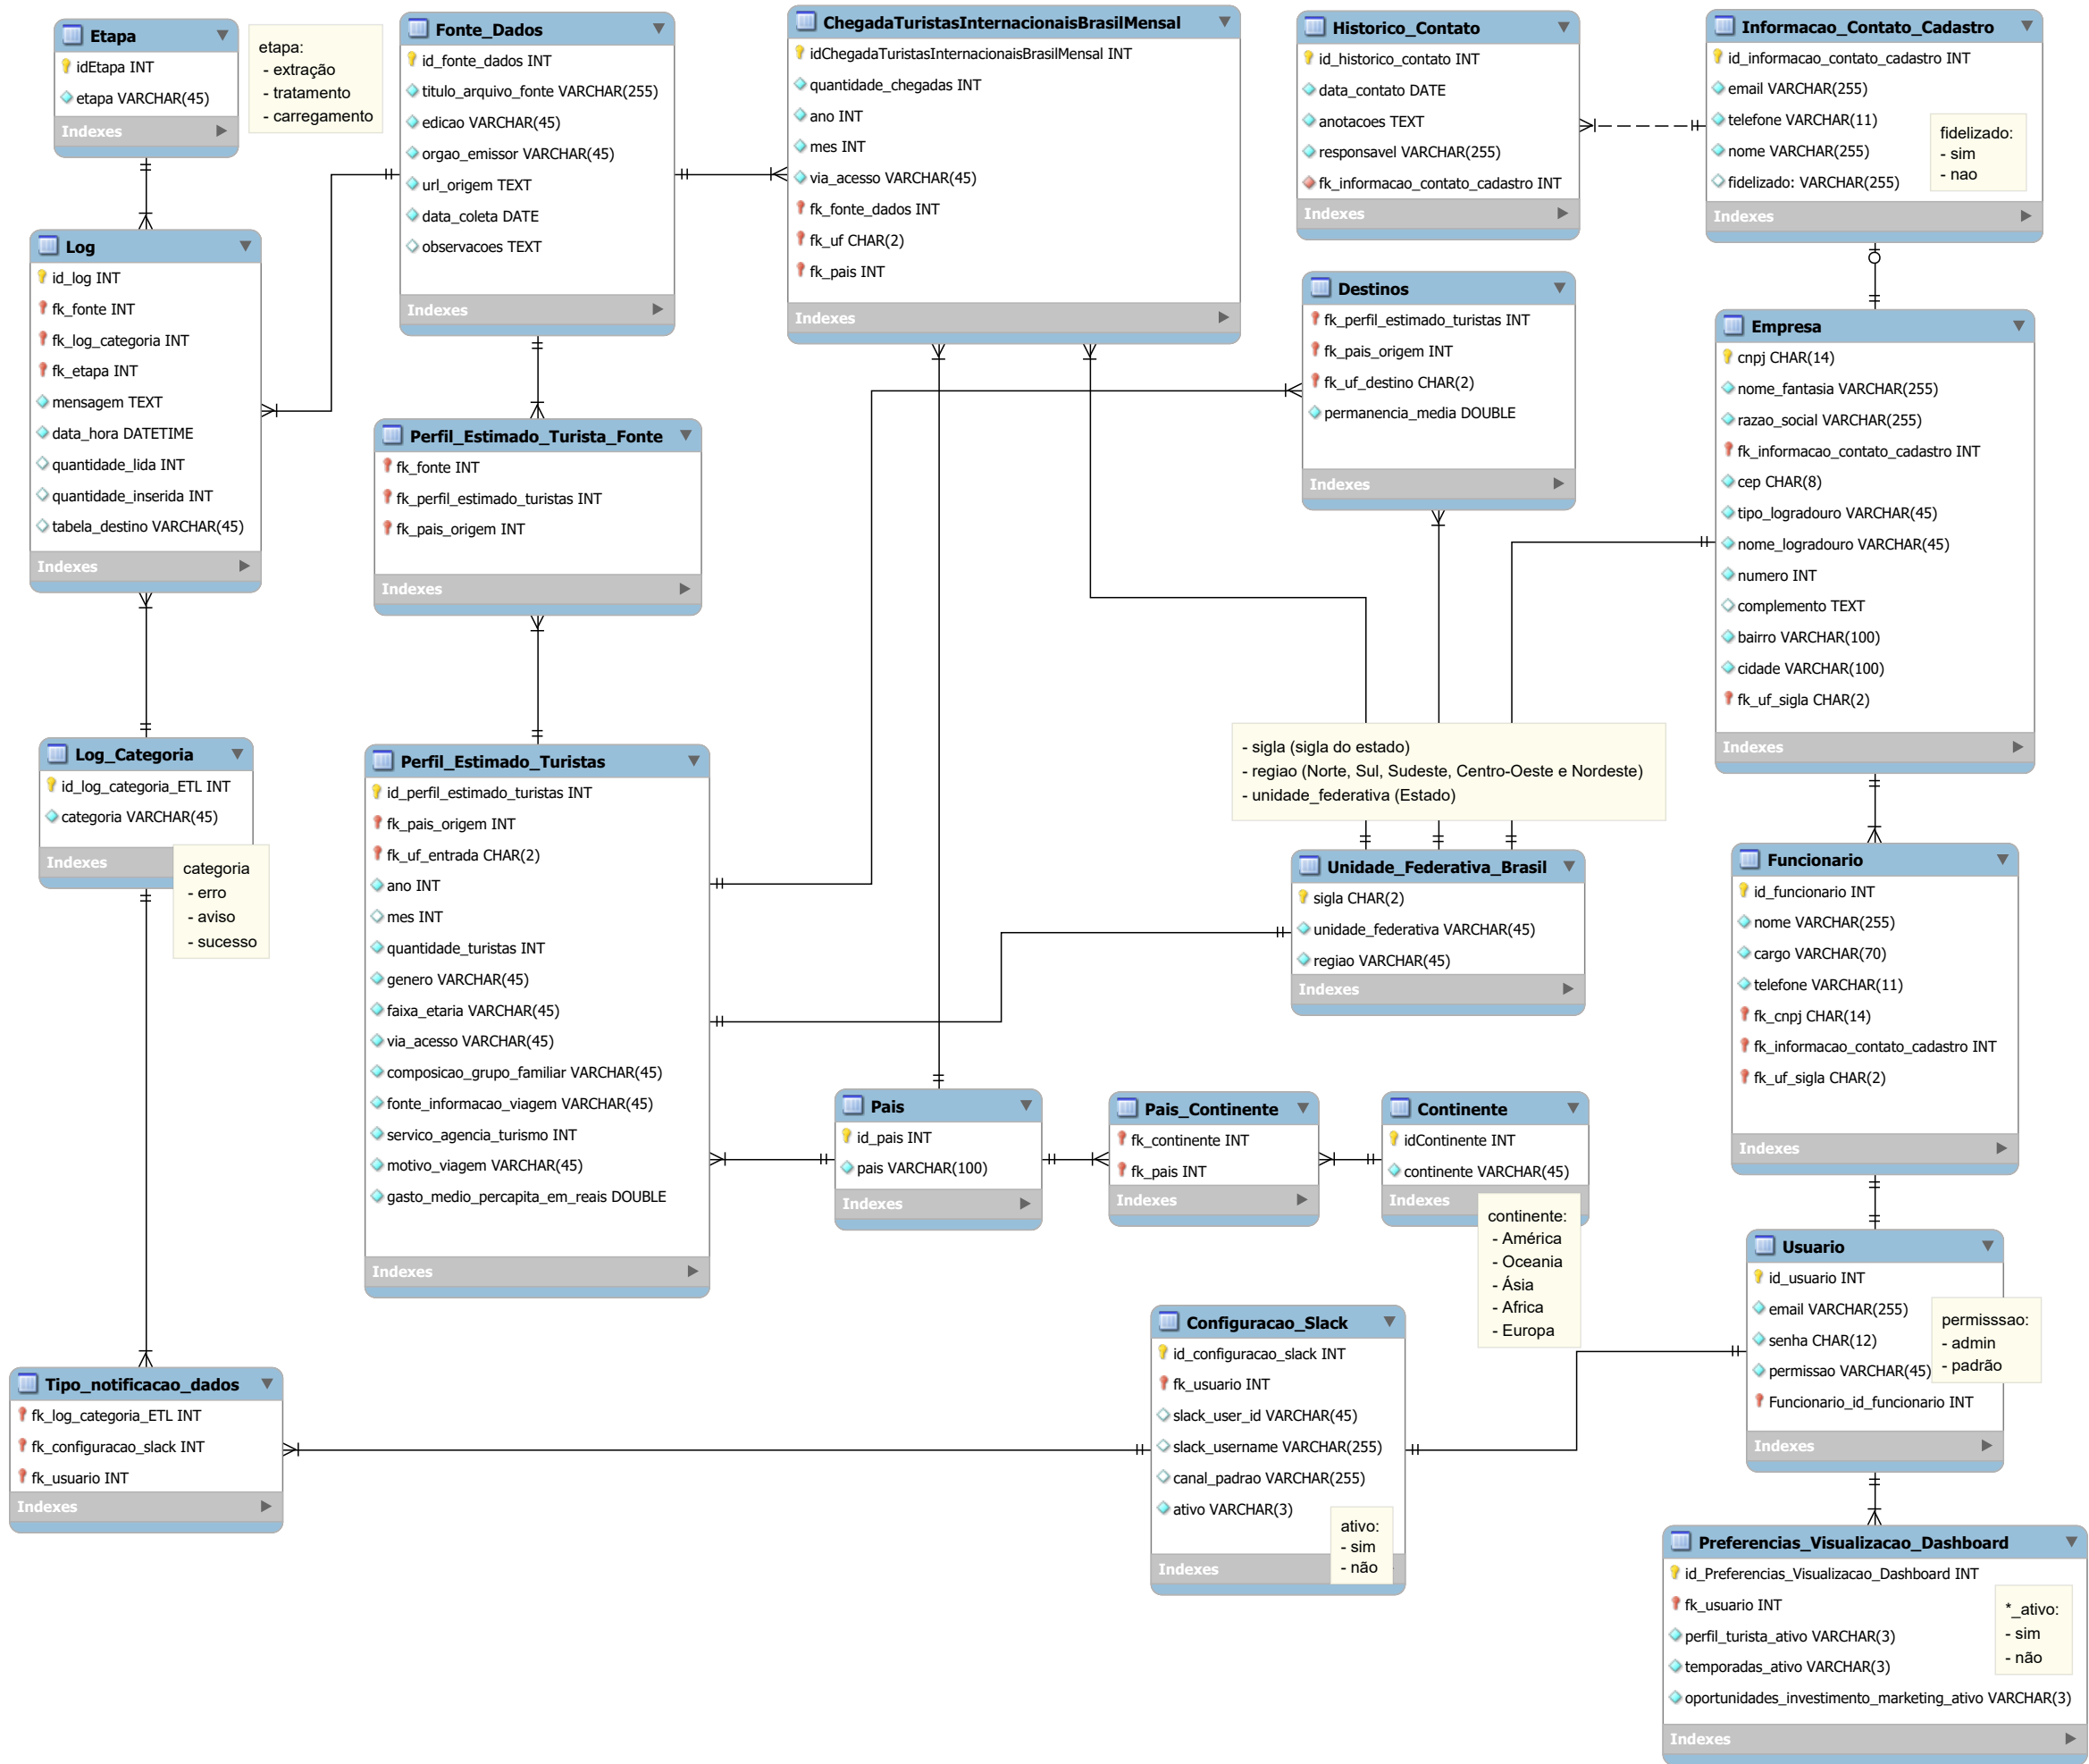 Etapa
idEtapa INT
etapa VARCHAR(45)
Indexes
etapa:
- extração
- tratamento
- carregamento
Fonte_Dados
id_fonte_dados INT
titulo_arquivo_fonte VARCHAR(255)
edicao VARCHAR(45)
orgao_emissor VARCHAR(45)
url_origem TEXT
data_coleta DATE
observacoes TEXT
Indexes
ChegadaTuristasInternacionaisBrasilMensal
idChegadaTuristasInternacionaisBrasilMensal INT
quantidade_chegadas INT
ano INT
mes INT
via_acesso VARCHAR(45)
fk_fonte_dados INT
fk_uf CHAR(2)
fk_pais INT
Indexes
Historico_Contato
id_historico_contato INT
data_contato DATE
anotacoes TEXT
responsavel VARCHAR(255)
fk_informacao_contato_cadastro INT
Indexes
Informacao_Contato_Cadastro
id_informacao_contato_cadastro INT
email VARCHAR(255)
telefone VARCHAR(11)
nome VARCHAR(255)
fidelizado: VARCHAR(255)
Indexes
fidelizado:
- sim
- nao
Log
id_log INT
fk_fonte INT
fk_log_categoria INT
fk_etapa INT
mensagem TEXT
data_hora DATETIME
quantidade_lida INT
quantidade_inserida INT
tabela_destino VARCHAR(45)
Indexes
Destinos
fk_perfil_estimado_turistas INT
fk_pais_origem INT
fk_uf_destino CHAR(2)
permanencia_media DOUBLE
Indexes
Empresa
cnpj CHAR(14)
nome_fantasia VARCHAR(255)
razao_social VARCHAR(255)
fk_informacao_contato_cadastro INT
cep CHAR(8)
tipo_logradouro VARCHAR(45)
nome_logradouro VARCHAR(45)
numero INT
complemento TEXT
bairro VARCHAR(100)
cidade VARCHAR(100)
fk_uf_sigla CHAR(2)
Indexes
Perfil_Estimado_Turista_Fonte
fk_fonte INT
fk_perfil_estimado_turistas INT
fk_pais_origem INT
Indexes
- sigla (sigla do estado)
- regiao (Norte, Sul, Sudeste, Centro-Oeste e Nordeste)
- unidade_federativa (Estado)
Log_Categoria
id_log_categoria_ETL INT
categoria VARCHAR(45)
Indexes
categoria
- erro
- aviso
- sucesso
Perfil_Estimado_Turistas
id_perfil_estimado_turistas INT
fk_pais_origem INT
fk_uf_entrada CHAR(2)
ano INT
mes INT
quantidade_turistas INT
genero VARCHAR(45)
faixa_etaria VARCHAR(45)
via_acesso VARCHAR(45)
composicao_grupo_familiar VARCHAR(45)
fonte_informacao_viagem VARCHAR(45)
servico_agencia_turismo INT
motivo_viagem VARCHAR(45)
gasto_medio_percapita_em_reais DOUBLE
Indexes
Unidade_Federativa_Brasil
sigla CHAR(2)
unidade_federativa VARCHAR(45)
regiao VARCHAR(45)
Indexes
Funcionario
id_funcionario INT
nome VARCHAR(255)
cargo VARCHAR(70)
telefone VARCHAR(11)
fk_cnpj CHAR(14)
fk_informacao_contato_cadastro INT
fk_uf_sigla CHAR(2)
Indexes
Pais
id_pais INT
pais VARCHAR(100)
Indexes
Pais_Continente
fk_continente INT
fk_pais INT
Indexes
Continente
idContinente INT
continente VARCHAR(45)
Indexes
continente:
- América
- Oceania
- Ásia
- Africa
- Europa
Usuario
id_usuario INT
email VARCHAR(255)
senha CHAR(12)
permissao VARCHAR(45)
Funcionario_id_funcionario INT
Indexes
permisssao:
- admin
- padrão
Configuracao_Slack
id_configuracao_slack INT
fk_usuario INT
slack_user_id VARCHAR(45)
slack_username VARCHAR(255)
canal_padrao VARCHAR(255)
ativo VARCHAR(3)
Indexes
ativo:
- sim
- não
Tipo_notificacao_dados
fk_log_categoria_ETL INT
fk_configuracao_slack INT
fk_usuario INT
Indexes
Preferencias_Visualizacao_Dashboard
id_Preferencias_Visualizacao_Dashboard INT
fk_usuario INT
perfil_turista_ativo VARCHAR(3)
temporadas_ativo VARCHAR(3)
oportunidades_investimento_marketing_ativo VARCHAR(3)
Indexes
*_ativo:
- sim
- não